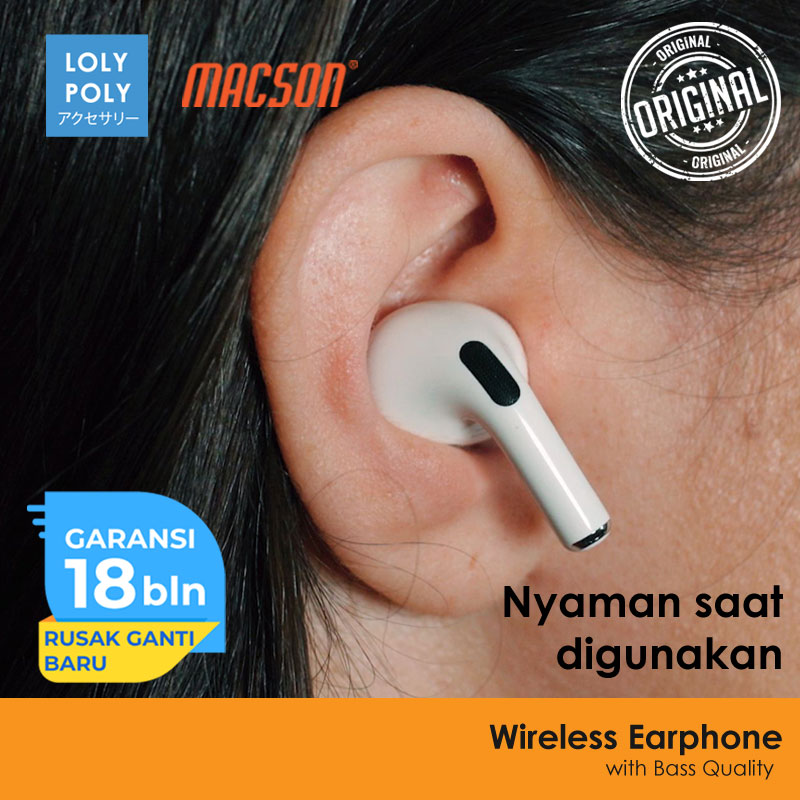 LOLY
POLY
アクセサリー
MACSON®
ORIGINAL
ORIGINAL
ORIGINAL
GARANSI
18 bln
RUSAK GANTI
BARU
Nyaman saat
digunakan
Wireless Earphone
with Bass Quality